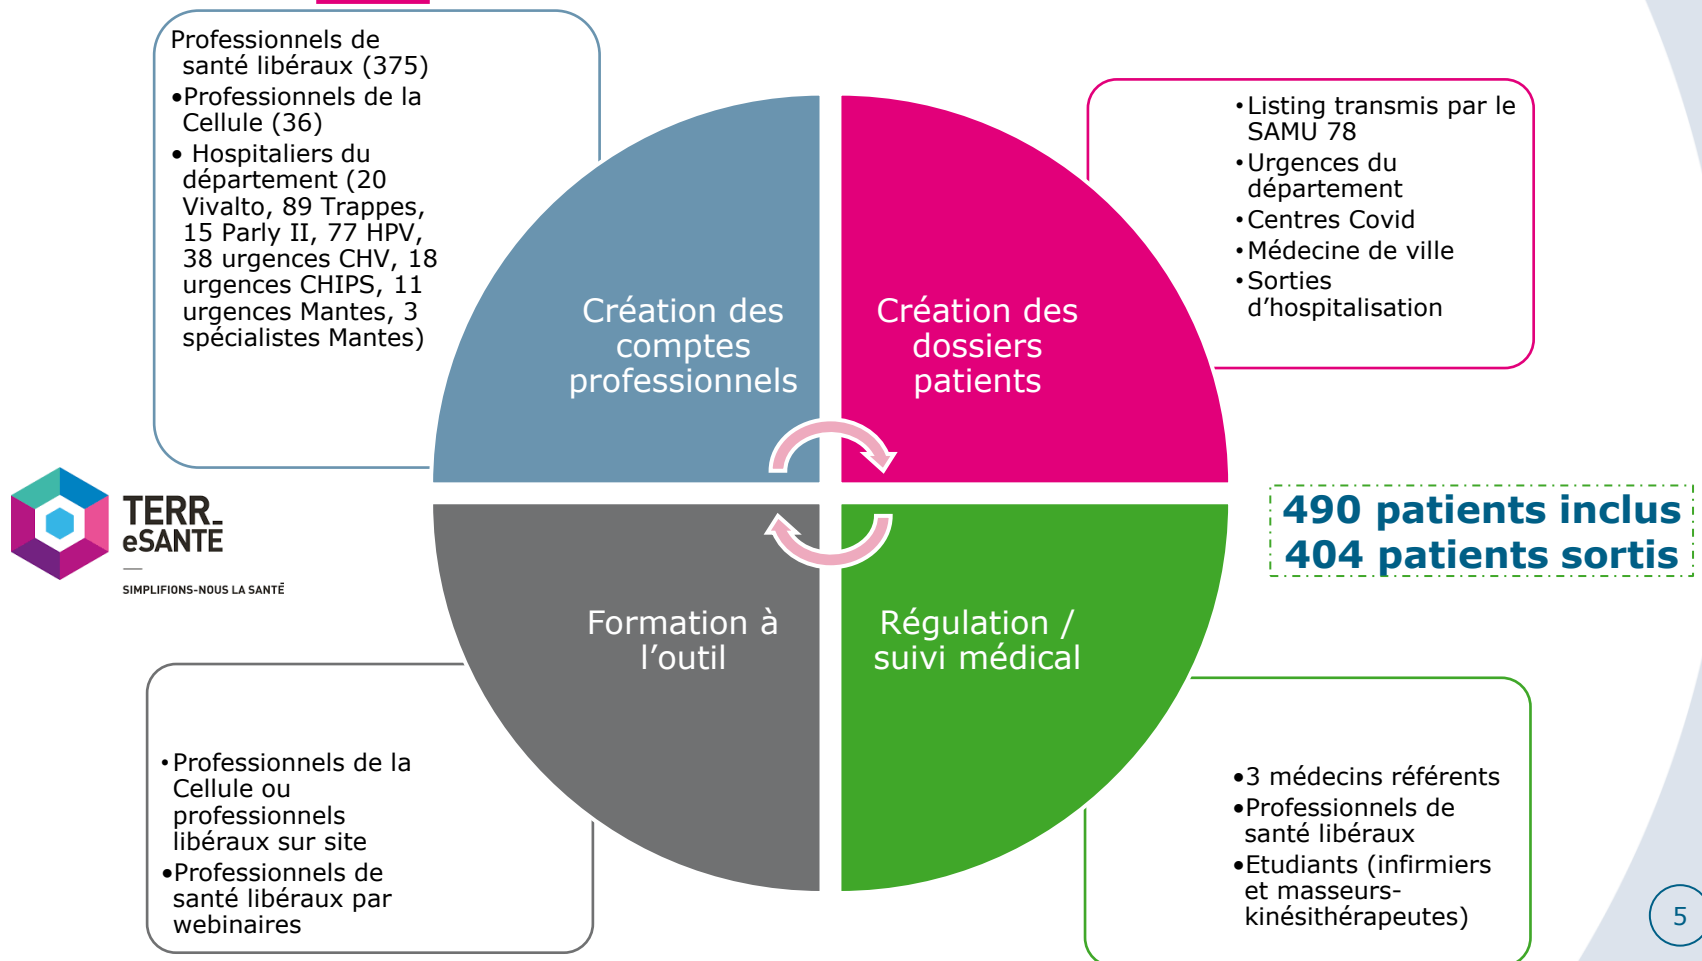 Professionnels de
santé libéraux (375)
•Professionnels de la
Cellule (36)
• Hospitaliers du
département (20
Vivalto, 89 Trappes,
15 Parly II, 77 HPV,
38 urgences CHV, 18
urgences CHIPS, 11
urgences Mantes, 3
spécialistes Mantes)
Création des
comptes
professionnels
Création des
dossiers
patients
•Listing transmis par le
SAMU 78
•Urgences du
département
•Centres Covid
•Médecine de ville
•Sorties
d’hospitalisation
TERR_
eSANTÉ
SIMPLIFIONS-NOUS LA SANTÉ
490 patients inclus
404 patients sortis
Formation à
l’outil
Régulation /
suivi médical
•Professionnels de la
Cellule ou
professionnels
libéraux sur site
•Professionnels de
santé libéraux par
webinaires
•3 médecins référents
•Professionnels de
santé libéraux
•Etudiants (infirmiers
et masseurs-
kinésithérapeutes)
5